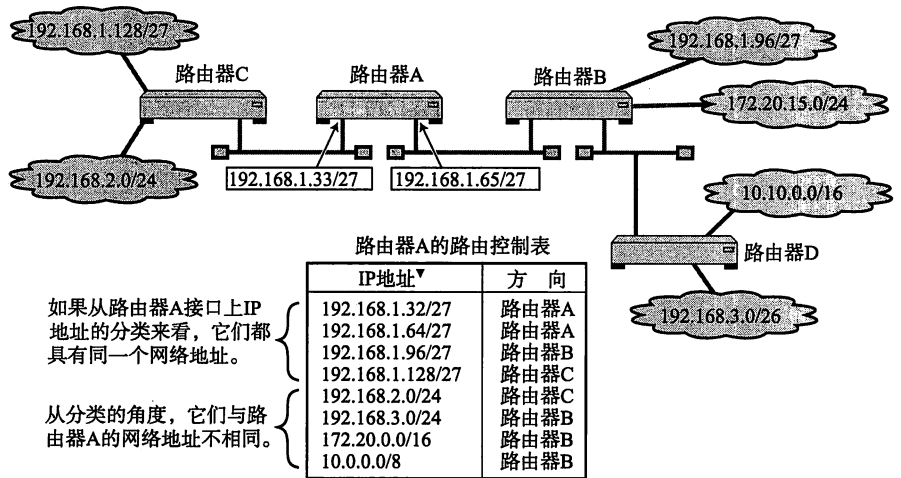 192.168.1.128/27
192.168.1.96/27
路由器C
路由器A
路由器B
172.20.15.0/24
192.168.2.0/24
192.168.1.33/27
192.168.1.65/27
10.10.0.0/16
路由器D
192.168.3.0/26
路由器A的路由控制表
IP地址▼ 方 向
192.168.1.32/27 路由器A
192.168.1.64/27 路由器A
192.168.1.96/27 路由器B
192.168.1.128/27 路由器C
192.168.2.0/24 路由器C
192.168.3.0/24 路由器B
172.20.0.0/16 路由器B
10.0.0.0/8 路由器B
如果从路由器A接口上IP
地址的分类来看，它们都
具有同一个网络地址。
从分类的角度，它们与路
由器A的网络地址不相同。